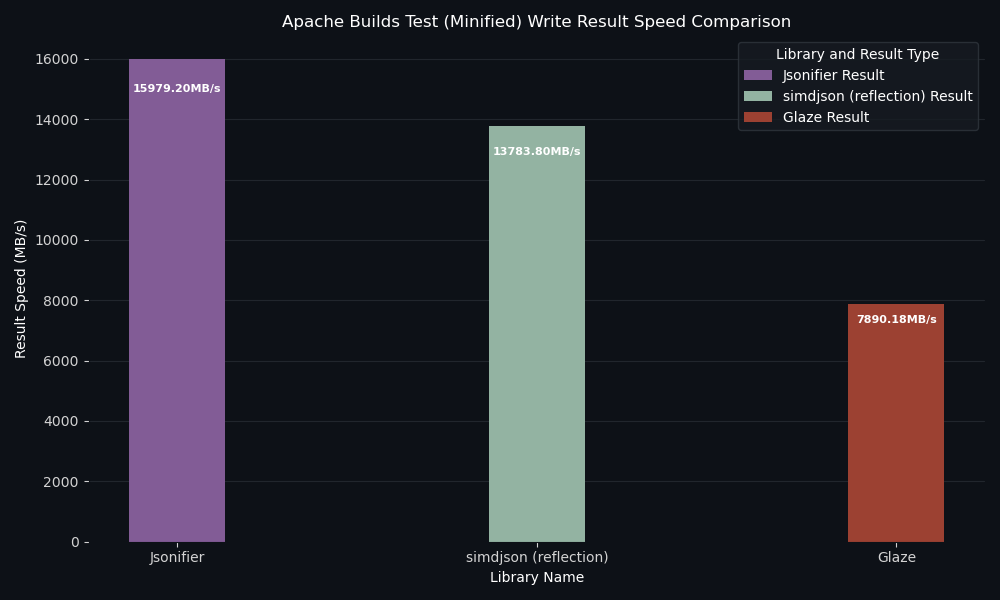 Apache Builds Test (Minified) Write Result Speed Comparison
Library and Result Type
Jsonifier Result
simdjson (reflection) Result
Glaze Result
Result Speed (MB/s)
16000
14000
12000
10000
8000
6000
4000
2000
0
15979.20MB/s
13783.80MB/s
7890.18MB/s
Jsonifier
simdjson (reflection)
Glaze
Library Name